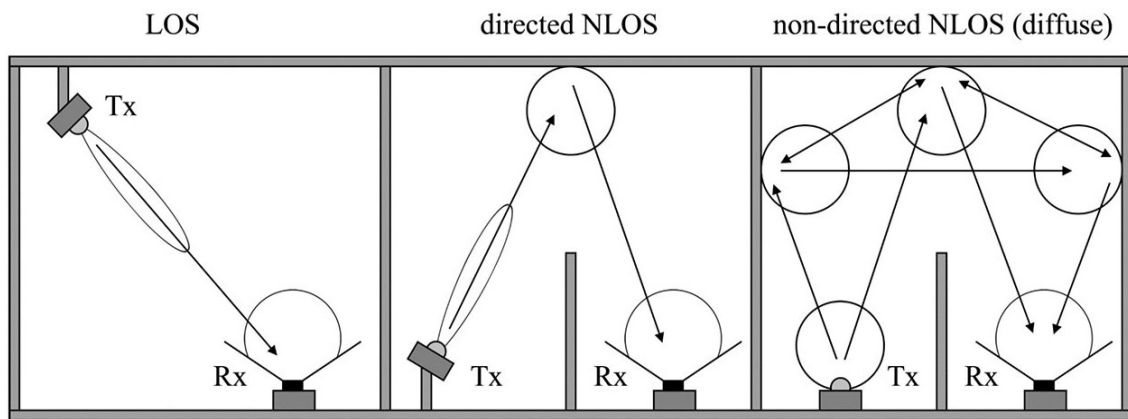 LOS
directed NLOS
non-directed NLOS (diffuse)
Tx
Rx
Tx
Rx
Tx
Rx